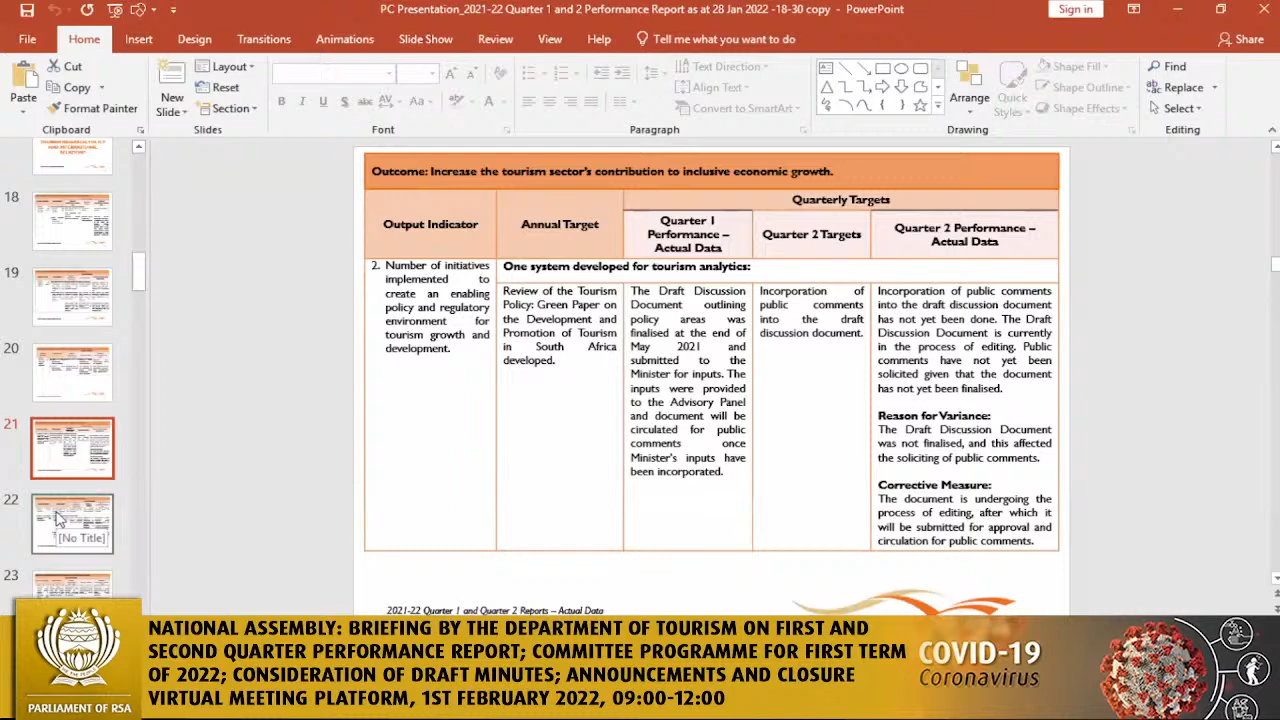 PC Presentation_2021-22 Quarter 1 and 2 Performance Report as at 28 Jan 2022 -18-30 copy - PowerPoint
Sign in
File Home Insert Design Transitions Animations Slide Show Review View Help Tell me what you want to do Share
Paste
Cut
Copy
Format Painter
Clipboard
New
Slide
Layout
Reset
Section
Slides
B I U S abc AV Aa A
Font
Text Direction
Align Text
Convert to SmartArt
Paragraph
Arrange
Quick
Styles
Shape Fill
Shape Outline
Shape Effects
Drawing
Find
Replace
Select
Editing
18
19
20
21
22
[No Title]
23
Outcome: Increase the tourism sector's contribution to inclusive economic growth.
Output Indicator
Annual Target
Quarterly Targets
Quarter 1
Performance –
Actual Data
Quarter 2 Targets
Quarter 2 Performance –
Actual Data
2. Number of initiatives
implemented to
create an enabling
policy and regulatory
environment for
tourism growth and
development.
One system developed for tourism analytics:
Review of the Tourism
Policy: Green Paper on
the Development and
Promotion of Tourism
in South Africa
developed.
The Draft Discussion
Document outlining
policy areas was
finalised at the end of
May 2021 and
submitted to the
Minister for inputs. The
inputs were provided
to the Advisory Panel
and document will be
circulated for public
comments once
Minister's inputs have
been incorporated.
Incorporation of
public comments
into the draft
discussion document.
Incorporation of public comments
into the draft discussion document
has not yet been done. The Draft
Discussion Document is currently
in the process of editing. Public
comments have not yet been
solicited given that the document
has not yet been finalised.
Reason for Variance:
The Draft Discussion Document
was not finalised, and this affected
the soliciting of public comments.
Corrective Measure:
The document is undergoing the
process of editing, after which it
will be submitted for approval and
circulation for public comments.
2021-22 Quarter 1 and Quarter 2 Reports – Actual Data
PARLIAMENT OF RSA
NATIONAL ASSEMBLY: BRIEFING BY THE DEPARTMENT OF TOURISM ON FIRST AND
SECOND QUARTER PERFORMANCE REPORT; COMMITTEE PROGRAMME FOR FIRST TERM
OF 2022; CONSIDERATION OF DRAFT MINUTES; ANNOUNCEMENTS AND CLOSURE
VIRTUAL MEETING PLATFORM, 1ST FEBRUARY 2022, 09:00-12:00
COVID-19
Coronavirus